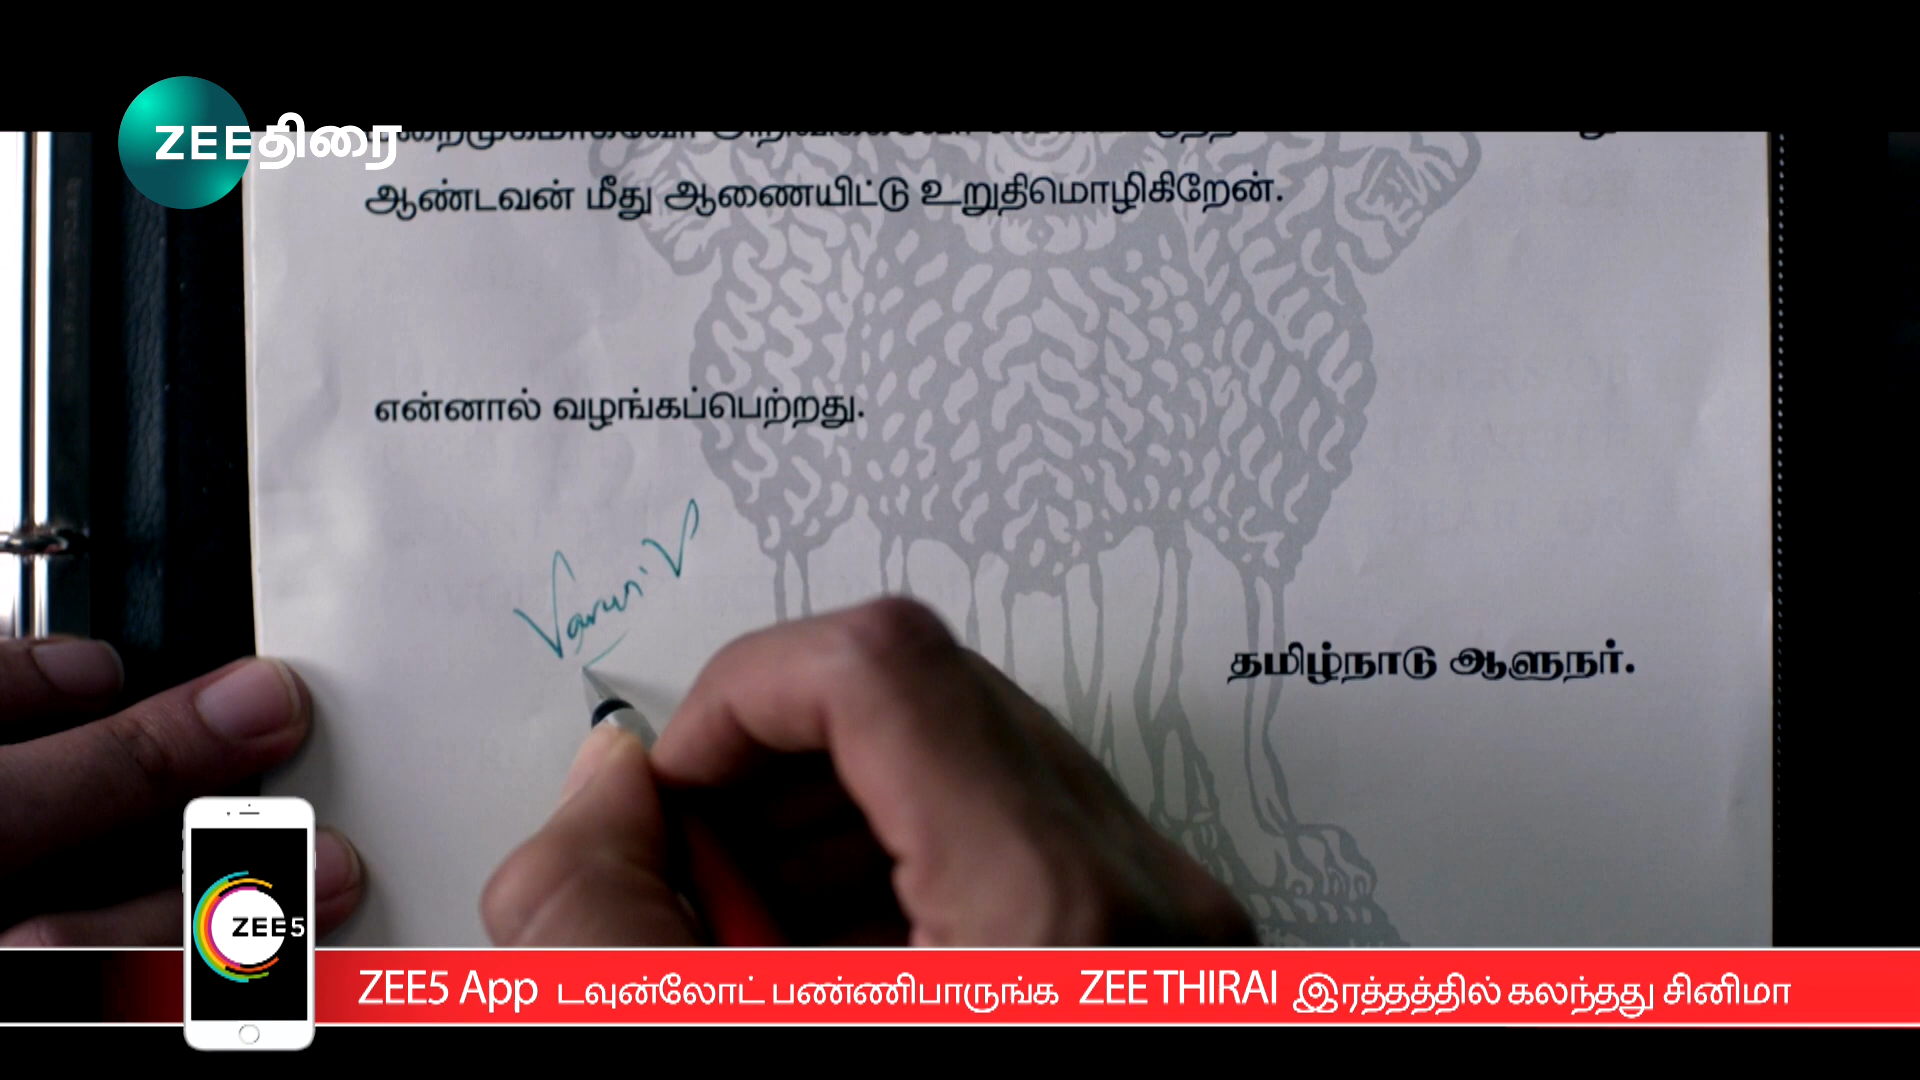 ZEEதிரை
ஆண்டவன் மீது ஆணையிட்டு உறுதிமொழிகிறேன்.
என்னால் வழங்கப்பெற்றது.
Varun V
தமிழ்நாடு ஆளுநர்.
ZEE5
ZEE5 App டவுன்லோட் பண்ணிபாருங்க ZEE THIRAI இரத்தத்தில் கலந்தது சினிமா